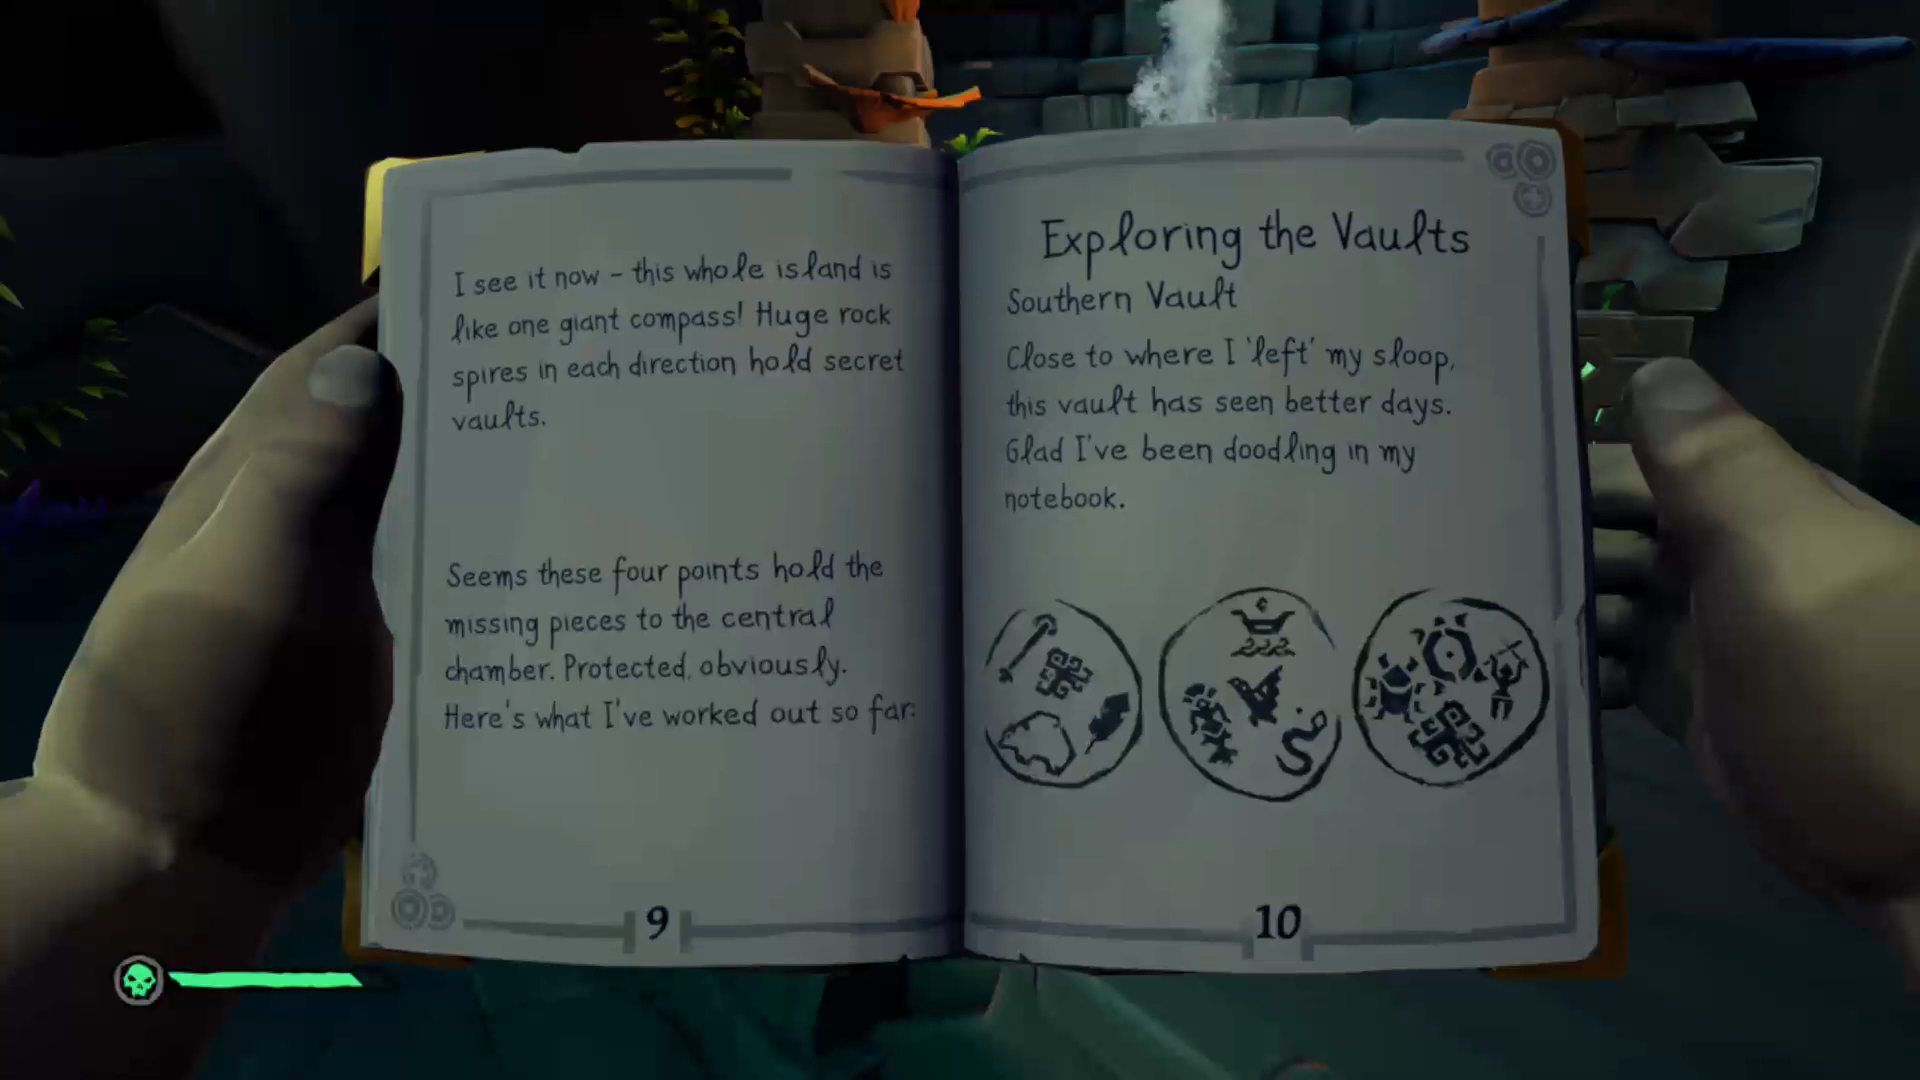 I see it now - this whole island is
like one giant compass! Huge rock
spires in each direction hold secret
vaults.
Seems these four points hold the
missing pieces to the central
chamber. Protected, obviously.
Here's what I've worked out so far:
9
Exploring the Vaults
Southern Vault
Close to where I 'left' my sloop,
this vault has seen better days.
Glad I've been doodling in my
notebook.
10